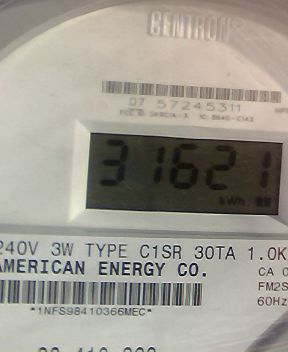 CENTRON®
07 57245311
31621
kWh
240V 3W TYPE C1SR 30TA 1.0K
AMERICAN ENERGY CO.
CA 0
FM2S
60Hz
*1NFS98410366MEC*